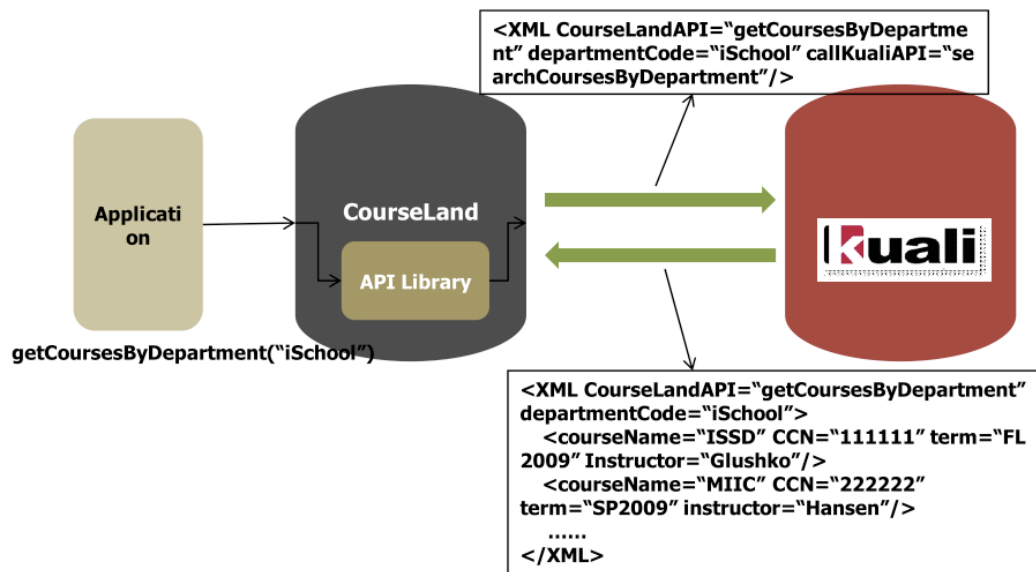 <XML CourseLandAPI=“getCoursesByDepartme
nt” departmentCode=“iSchool” callKualiAPI=“se
archCoursesByDepartment”/>
Applicati
on
CourseLand
API Library
kuali
getCoursesByDepartment(“iSchool”)
<XML CourseLandAPI=“getCoursesByDepartment”
departmentCode=“iSchool”>
<courseName=“ISSD” CCN=“111111” term=“FL
2009” Instructor=“Glushko”/>
<courseName=“MIIC” CCN=“222222”
term=“SP2009” instructor=“Hansen”/>
......
</XML>